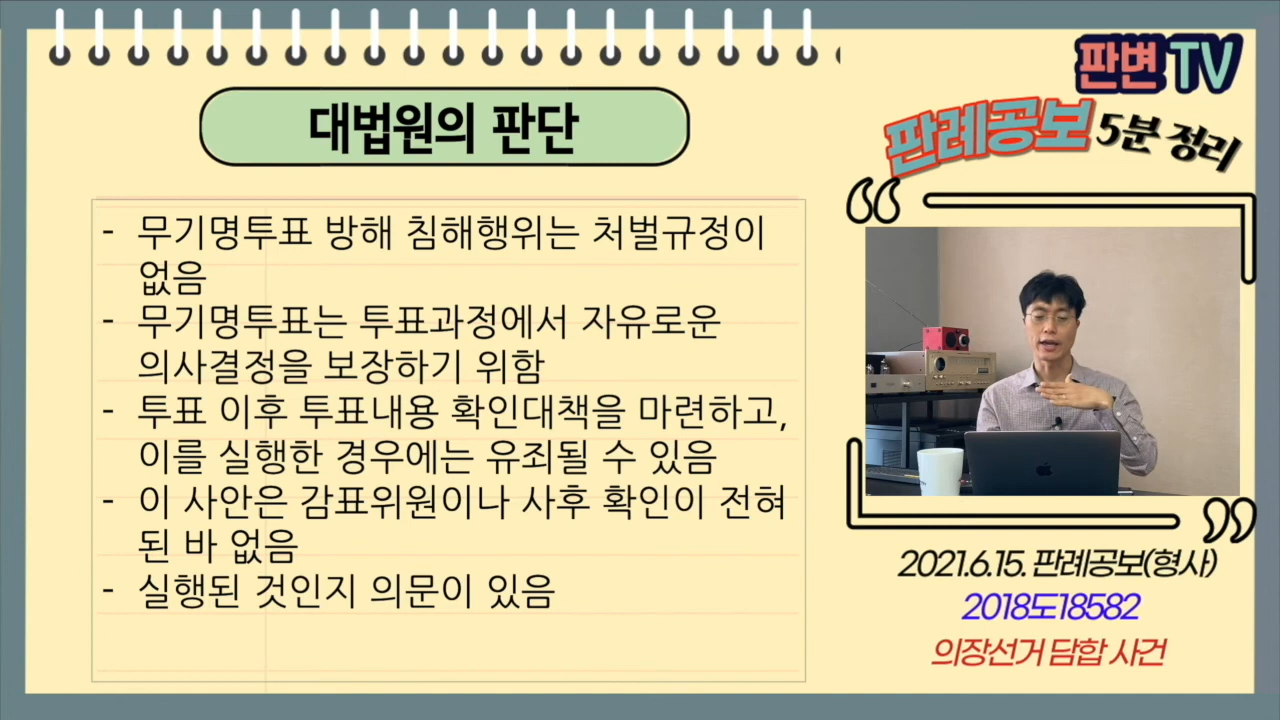 판변 TV
판례공보 5분 정리
대법원의 판단
- 무기명투표 방해 침해행위는 처벌규정이
없음
- 무기명투표는 투표과정에서 자유로운
의사결정을 보장하기 위함
- 투표 이후 투표내용 확인대책을 마련하고,
이를 실행한 경우에는 유죄될 수 있음
- 이 사안은 감표위원이나 사후 확인이 전혀
된 바 없음
- 실행된 것인지 의문이 있음
2021.6.15. 판례공보(형사)
2018도18582
의장선거 담합 사건